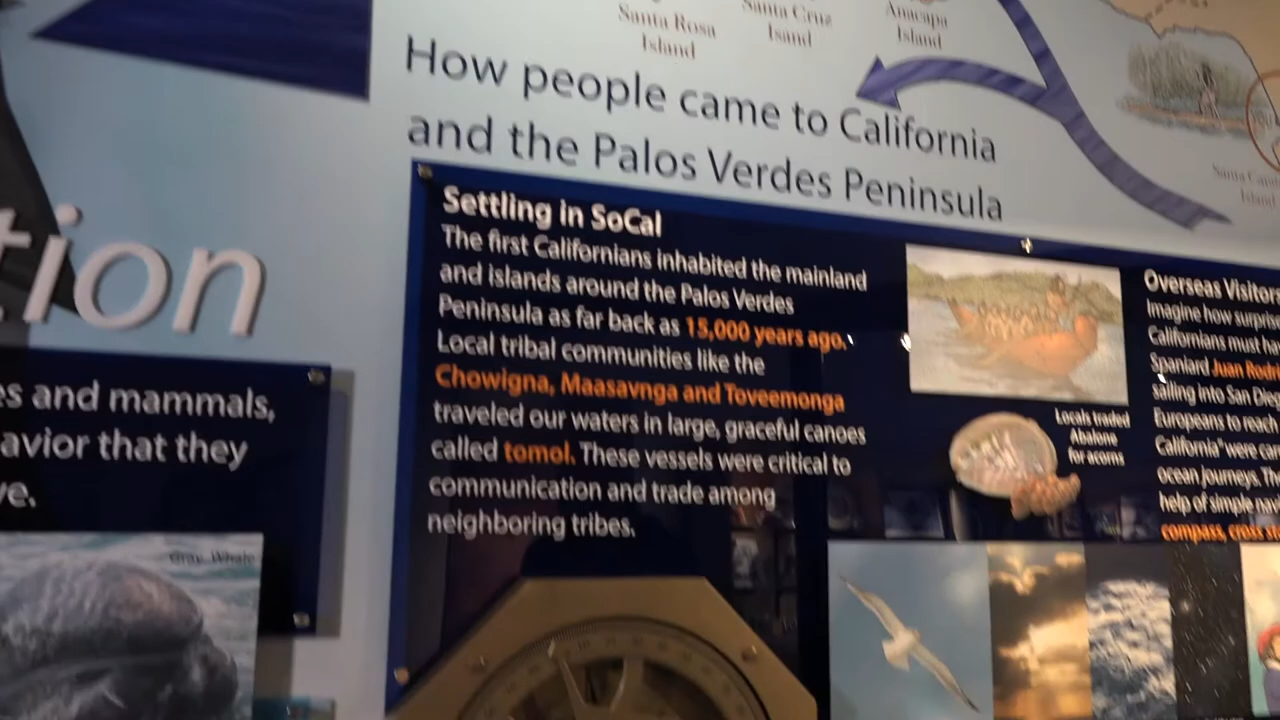 Santa Rosa
Island
Santa Cruz
Isand
Anacapa
Island
How people came to California
and the Palos Verdes Peninsula
tion
Settling in SoCal
The first Californians inhabited the mainland
and islands around the Palos Verdes
Peninsula as far back as 15,000 years ago.
Local tribal communities like the
Chowigna, Maasavnga and Toveemonga
traveled our waters in large, graceful canoes
called tomol. These vessels were critical to
communication and trade among
neighboring tribes.
es and mammals,
avior that they
ve.
Gray Whale
Locals traded
Abalone
for acorns
Overseas Visitor
Imagine how surpris
Californians must ha
Spaniard Juan Rodri
sailing into San Die
Europeans to reach
California" were car
ocean journeys. Th
help of simple nav
compass, cross st
Santa Cata
Island